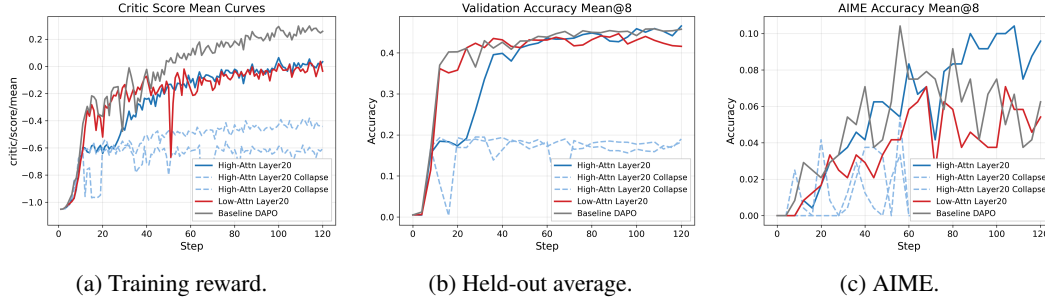 Critic Score Mean Curves
critic/score/mean
0.2
0.0
−0.2
−0.4
−0.6
−0.8
−1.0
0
20
40
60
80
100
120
Step
High-Attn Layer20
High-Attn Layer20 Collapse
High-Attn Layer20 Collapse
Low-Attn Layer20
Baseline DAPO
(a) Training reward.
Validation Accuracy Mean@8
Accuracy
0.4
0.3
0.2
0.1
0.0
0
20
40
60
80
100
120
Step
High-Attn Layer20
High-Attn Layer20 Collapse
High-Attn Layer20 Collapse
Low-Attn Layer20
Baseline DAPO
(b) Held-out average.
AIME Accuracy Mean@8
Accuracy
0.10
0.08
0.06
0.04
0.02
0.00
0
20
40
60
80
100
120
Step
High-Attn Layer20
High-Attn Layer20 Collapse
High-Attn Layer20 Collapse
Low-Attn Layer20
Baseline DAPO
(c) AIME.